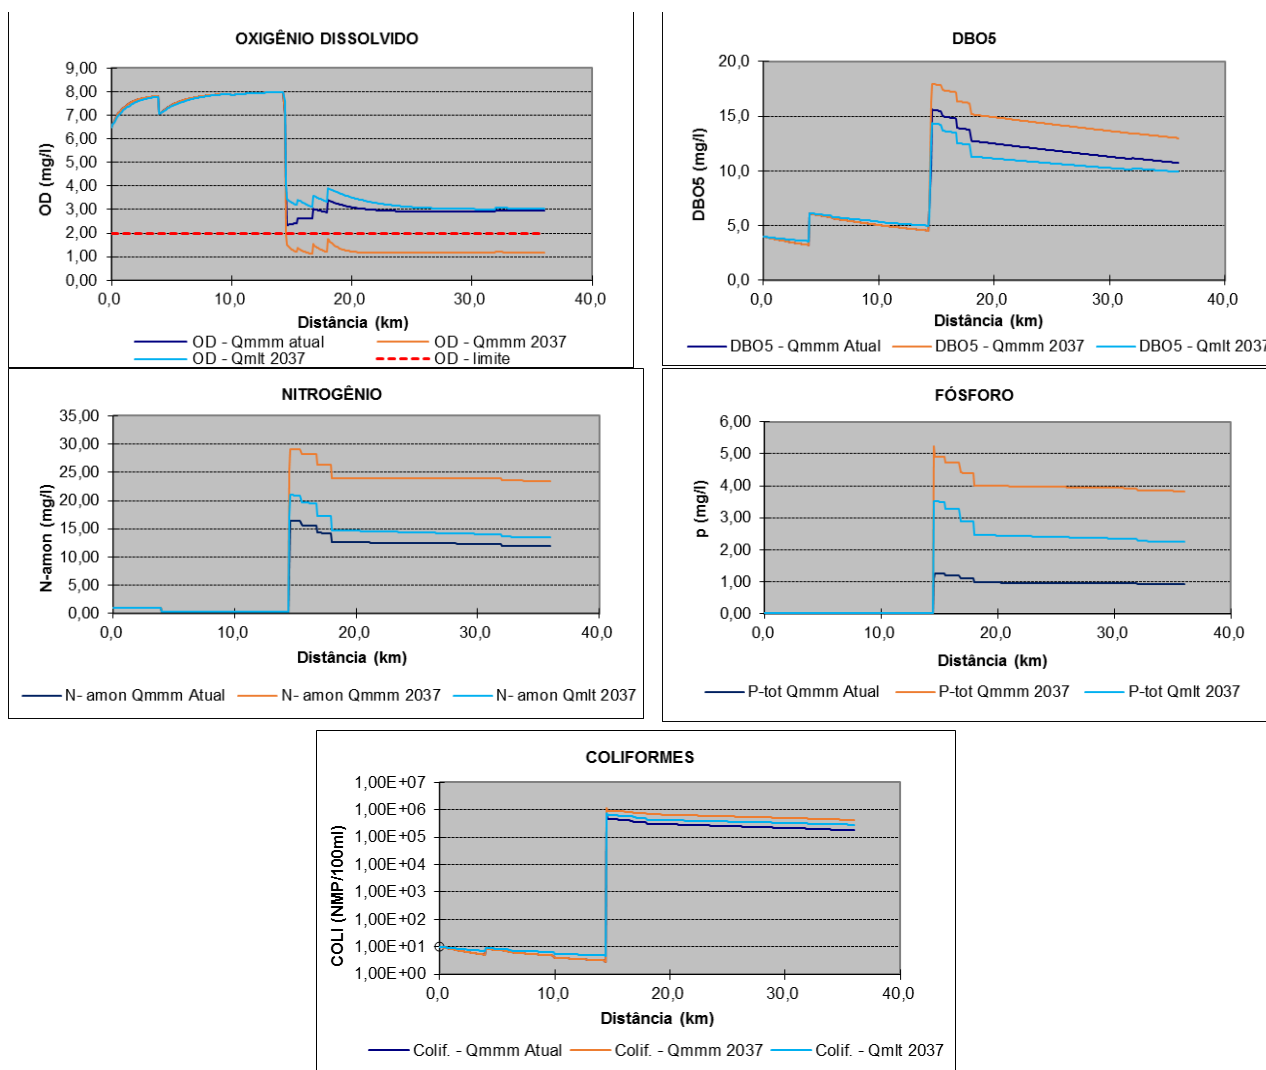 OXIGÊNIO DISSOLVIDO
9,00
8,00
7,00
6,00
5,00
4,00
3,00
2,00
1,00
0,00
OD (mg/l)
0,0 10,0 20,0 30,0 40,0
Distância (km)
OD - Qmmm atual OD - Qmmm 2037
OD - Qmlt 2037 OD - limite
DBO5
20,0
15,0
10,0
5,0
0,0
DBO5 (mg/l)
0,0 10,0 20,0 30,0 40,0
Distância (km)
DBO5 - Qmmm Atual DBO5 - Qmmm 2037 DBO5 - Qmlt 2037
NITROGÊNIO
35,00
30,00
25,00
20,00
15,00
10,00
5,00
0,00
N-amon (mg/l)
0,0 10,0 20,0 30,0 40,0
Distância (km)
N- amon Qmmm Atual N- amon Qmmm 2037 N- amon Qmlt 2037
FÓSFORO
6,00
5,00
4,00
3,00
2,00
1,00
0,00
p (mg/l)
0,0 10,0 20,0 30,0 40,0
Distância (km)
P-tot Qmmm Atual P-tot Qmmm 2037 P-tot Qmlt 2037
COLIFORMES
1,00E+07
1,00E+06
1,00E+05
1,00E+04
1,00E+03
1,00E+02
1,00E+01
1,00E+00
COLI (NMP/100ml)
0,0 10,0 20,0 30,0 40,0
Distância (km)
Colif. - Qmmm Atual Colif. - Qmmm 2037 Colif. - Qmlt 2037